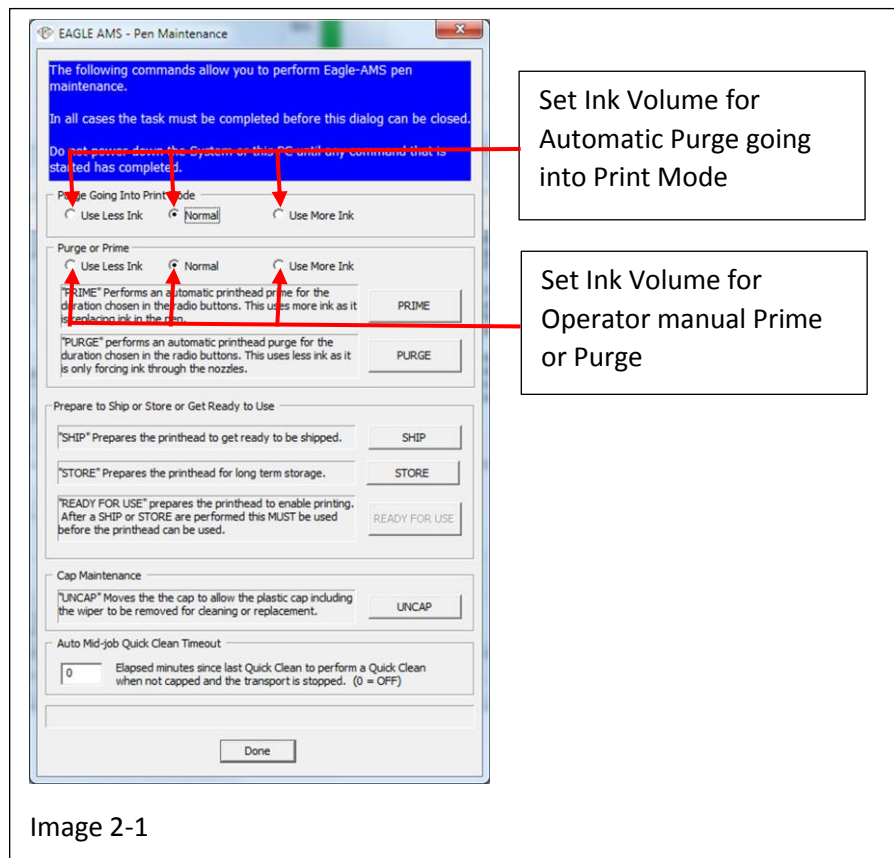 EAGLE AMS - Pen Maintenance
The following commands allow you to perform Eagle-AMS pen
maintenance.
In all cases the task must be completed before this dialog can be closed.
Do not power down the System or this PC until any command that is
started has completed.
Purge Going Into Print Mode
Use Less Ink Normal Use More Ink
Purge or Prime
Use Less Ink Normal Use More Ink
"PRIME" Performs an automatic printhead prime for the
duration chosen in the radio buttons. This uses more ink as it
is replacing ink in the pen.
PRIME
"PURGE" performs an automatic printhead purge for the
duration chosen in the radio buttons. This uses less ink as it
is only forcing ink through the nozzles.
PURGE
Prepare to Ship or Store or Get Ready to Use
"SHIP" Prepares the printhead to get ready to be shipped.
SHIP
"STORE" Prepares the printhead for long term storage.
STORE
"READY FOR USE" prepares the printhead to enable printing.
After a SHIP or STORE are performed this MUST be used
before the printhead can be used.
READY FOR USE
Cap Maintenance
"UNCAP" Moves the the cap to allow the plastic cap including
the wiper to be removed for cleaning or replacement.
UNCAP
Auto Mid-job Quick Clean Timeout
0
Elapsed minutes since last Quick Clean to perform a Quick Clean
when not capped and the transport is stopped. (0 = OFF)
Done
Set Ink Volume for
Automatic Purge going
into Print Mode
Set Ink Volume for
Operator manual Prime
or Purge
Image 2-1